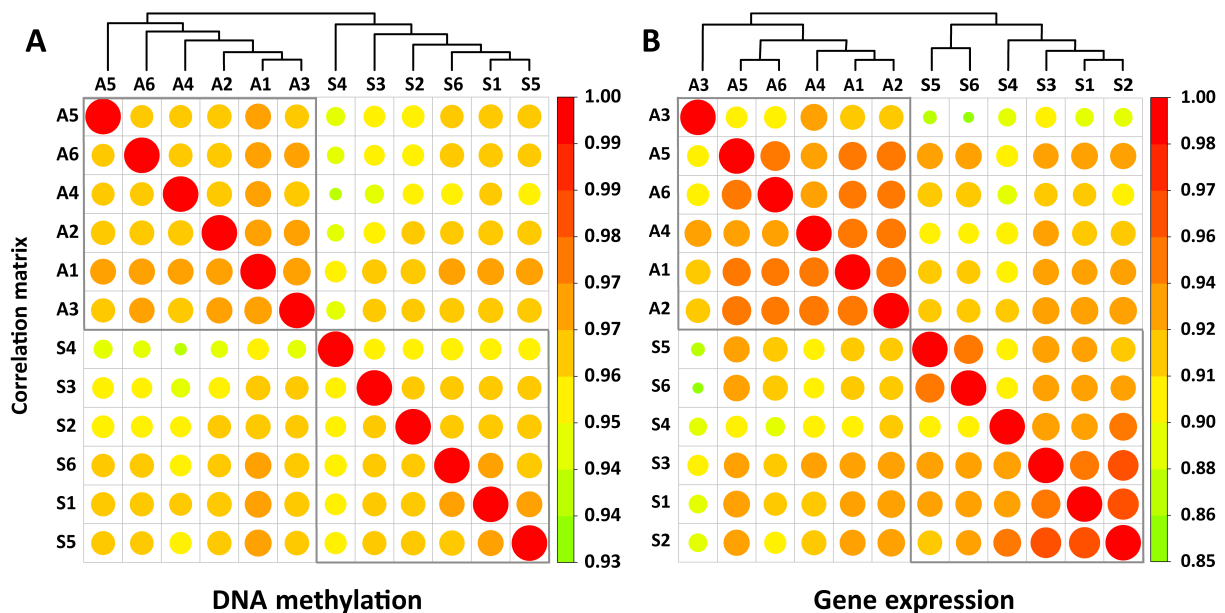 A
A5 A6 A4 A2 A1 A3 S4 S3 S2 S6 S1 S5
A5
A6
A4
A2
A1
A3
S4
S3
S2
S6
S1
S5
1.00
0.99
0.99
0.98
0.97
0.97
0.96
0.95
0.94
0.94
0.93
Correlation matrix
DNA methylation
B
A3 A5 A6 A4 A1 A2 S5 S6 S4 S3 S1 S2
A3
A5
A6
A4
A1
A2
S5
S6
S4
S3
S1
S2
1.00
0.98
0.97
0.96
0.94
0.92
0.91
0.90
0.88
0.86
0.85
Gene expression